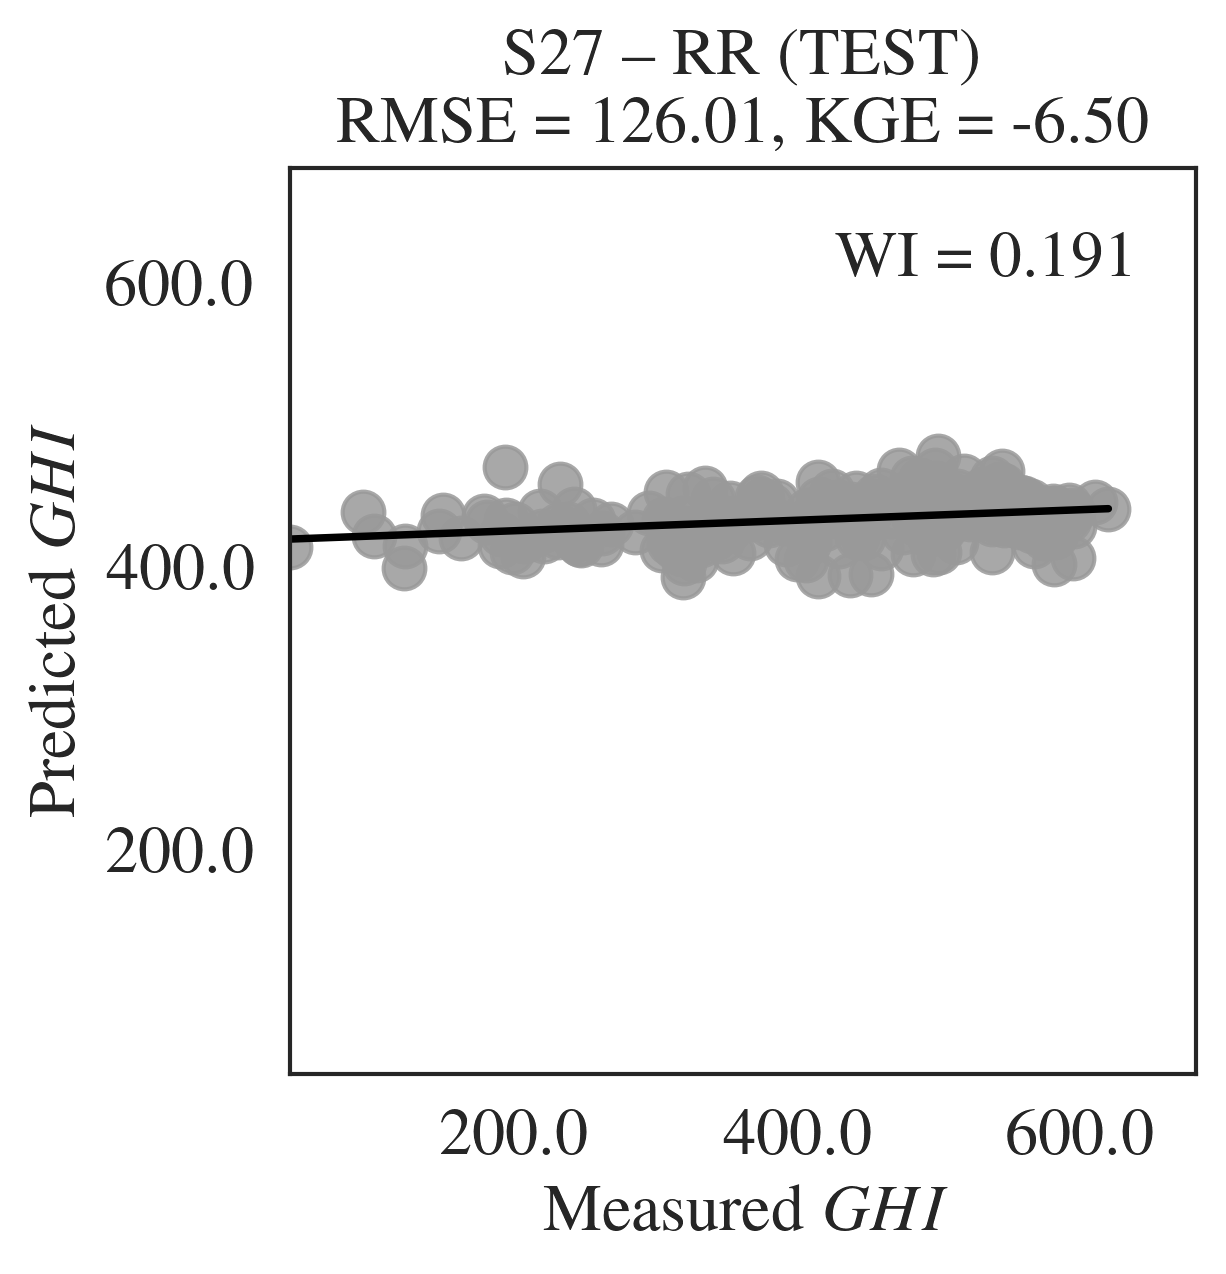 S27 – RR (TEST)
RMSE = 126.01, KGE = -6.50
WI = 0.191
600.0
400.0
200.0
Predicted GHI
200.0 400.0 600.0
Measured GHI